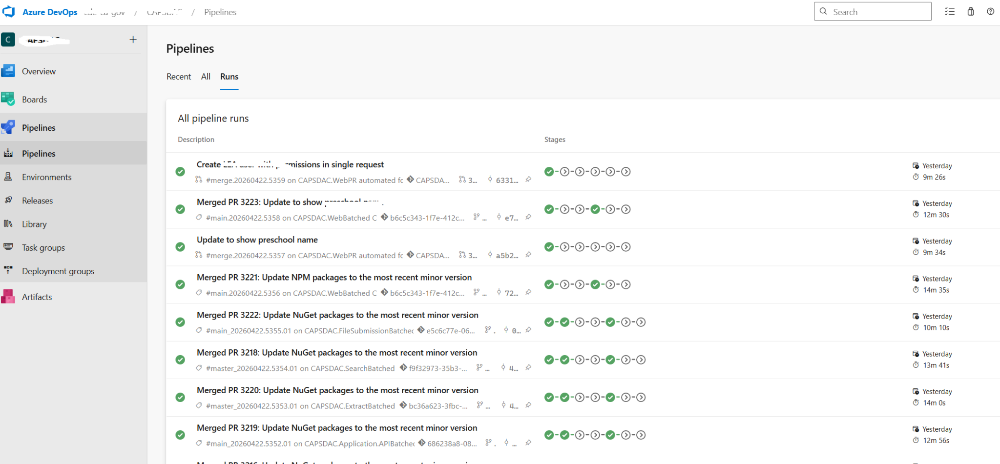 Azure DevOps / / Pipelines
Search
C
Overview
Boards
Pipelines
Pipelines
Environments
Releases
Library
Task groups
Deployment groups
Artifacts
Pipelines
Recent All Runs
All pipeline runs
Description Stages
Create user with permissions in single request
Yesterday
#merge.20260422.5359 on CAPSDAC.WebPR automated fc CAPSDA... 3... 6331...
9m 26s
Merged PR 3223: Update to show preschool
Yesterday
#main.20260422.5358 on CAPSDAC.WebBatched C b6c5c343-1f7e-412c... ... e7...
12m 30s
Update to show preschool name
Yesterday
#merge.20260422.5357 on CAPSDAC.WebPR automated fc CAPSDA... 3... a5b2...
9m 34s
Merged PR 3221: Update NPM packages to the most recent minor version
Yesterday
#main.20260422.5356 on CAPSDAC.WebBatched C b6c5c343-1f7e-412c... ... 72...
14m 35s
Merged PR 3222: Update NuGet packages to the most recent minor version
Yesterday
#main_20260422.5355.01 on CAPSDAC.FileSubmissionBatchec e5c6c77e-06... . 0...
10m 10s
Merged PR 3218: Update NuGet packages to the most recent minor version
Yesterday
#master_20260422.5354.01 on CAPSDAC.SearchBatched f9f32973-35b3-... ... 4...
13m 41s
Merged PR 3220: Update NuGet packages to the most recent minor version
Yesterday
#master_20260422.5353.01 on CAPSDAC.ExtractBatched bc36a623-3fbc-... ... 4...
14m 0s
Merged PR 3219: Update NuGet packages to the most recent minor version
Yesterday
#main_20260422.5352.01 on CAPSDAC.Application.APIBatchec 686238a8-08... . ...
12m 56s